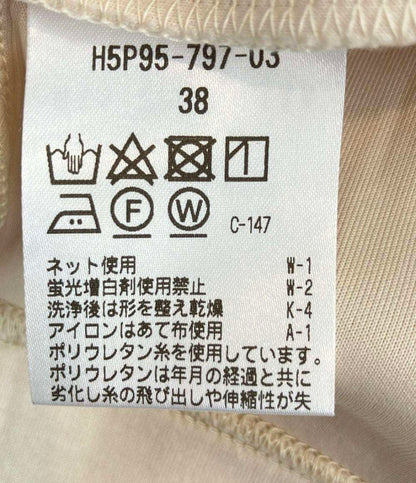 H5P95-797-03
38
F W C-147
ネット使用 W-1
蛍光増白剤使用禁止 W-2
洗浄後は形を整え乾燥 K-4
アイロンはあて布使用 A-1
ポリウレタン糸を使用しています。
ポリウレタンは年月の経過と共に
劣化し糸の飛び出しや伸縮性が失